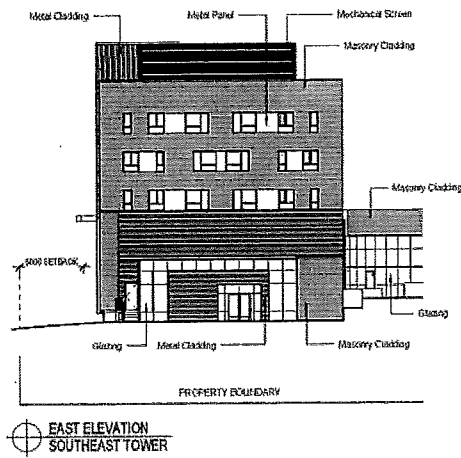 Metal Cladding
Metal Panel
Mechanical Screen
Masonry Cladding
Masonry Cladding
SETBACK
Glazing
Glazing
Metal Cladding
Masonry Cladding
PROPERTY BOUNDARY
EAST ELEVATION
SOUTHEAST TOWER